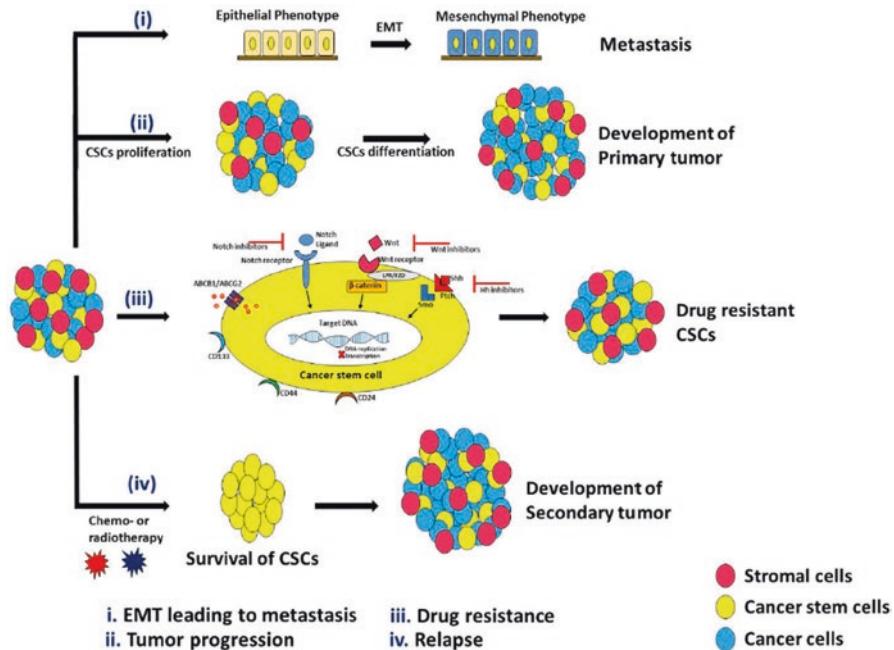 (i)
Epithelial Phenotype
EMT
Mesenchymal Phenotype
Metastasis
(ii)
CSCs proliferation
CSCs differentiation
Development of
Primary tumor
(iii)
Notch inhibitors
Notch
Ligand
Notch receptor
Wnt
Wnt inhibitors
Wnt receptor
β-catenin
Shh
Ptch
Smo
Hh inhibitors
ABCB1/ABCG2
Target DNA
DNA replication
transcription
CD133
Cancer stem cell
CD44
CD24
Drug resistant
CSCs
(iv)
Chemo- or
radiotherapy
Survival of CSCs
Development of
Secondary tumor
i. EMT leading to metastasis
ii. Tumor progression
iii. Drug resistance
iv. Relapse
Stromal cells
Cancer stem cells
Cancer cells